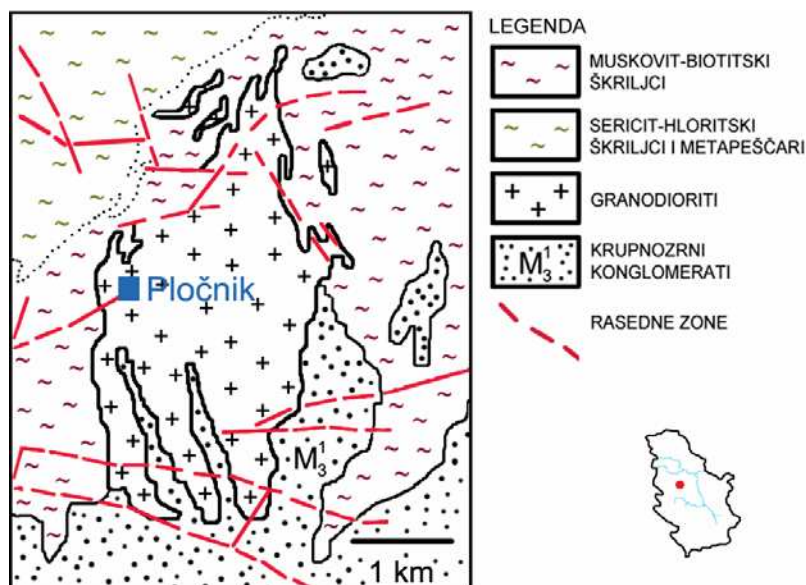 LEGENDA
MUSKOVIT-BIOTITSKI
ŠKRILJCI
SERICIT-HLORITSKI
ŠKRILJCI I METAPEŠČARI
GRANODIORITI
M¹₃
KRUPNOZRNI
KONGLOMERATI
RASEDNE ZONE
Pločnik
M¹₃
1 km